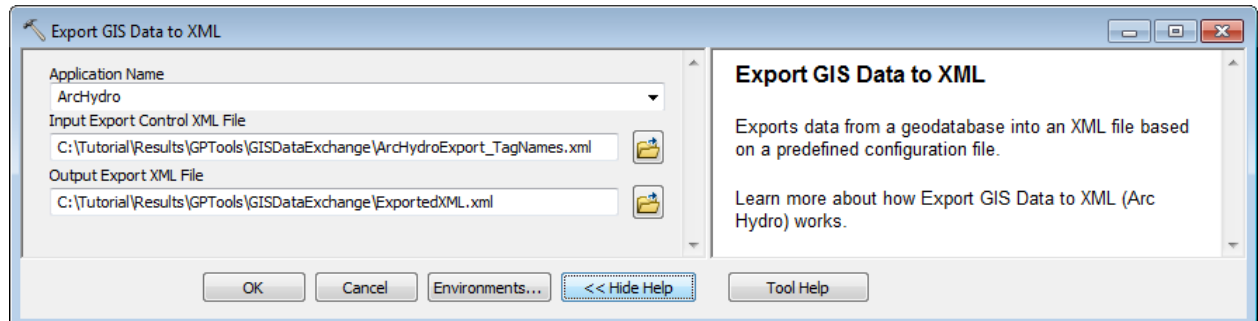 Export GIS Data to XML
Application Name
ArcHydro
Input Export Control XML File
C:\Tutorial\Results\GPTools\GISDataExchange\ArcHydroExport_TagNames.xml
Output Export XML File
C:\Tutorial\Results\GPTools\GISDataExchange\ExportedXML.xml
Export GIS Data to XML
Exports data from a geodatabase into an XML file based
on a predefined configuration file.
Learn more about how Export GIS Data to XML (Arc
Hydro) works.
OK Cancel Environments... << Hide Help Tool Help